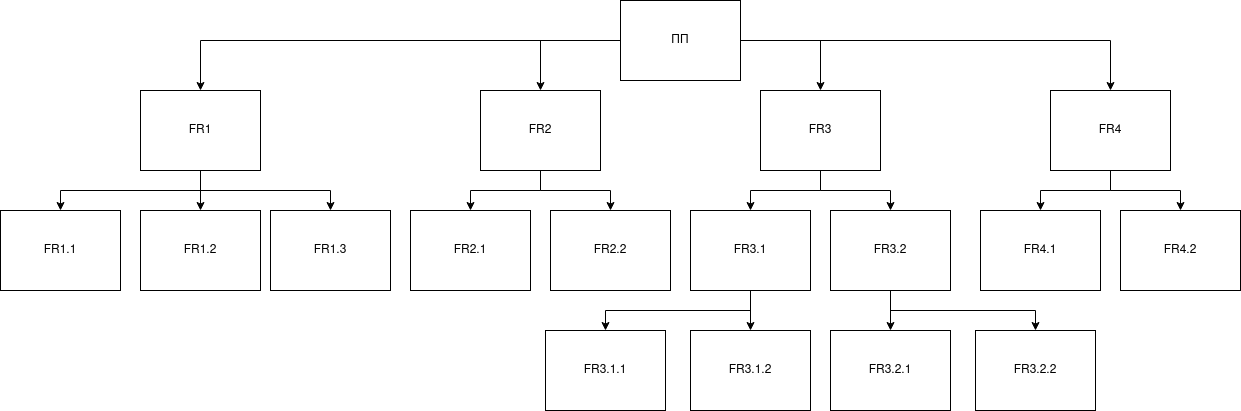 ПП
FR1
FR2
FR3
FR4
FR1.1
FR1.2
FR1.3
FR2.1
FR2.2
FR3.1
FR3.2
FR4.1
FR4.2
FR3.1.1
FR3.1.2
FR3.2.1
FR3.2.2